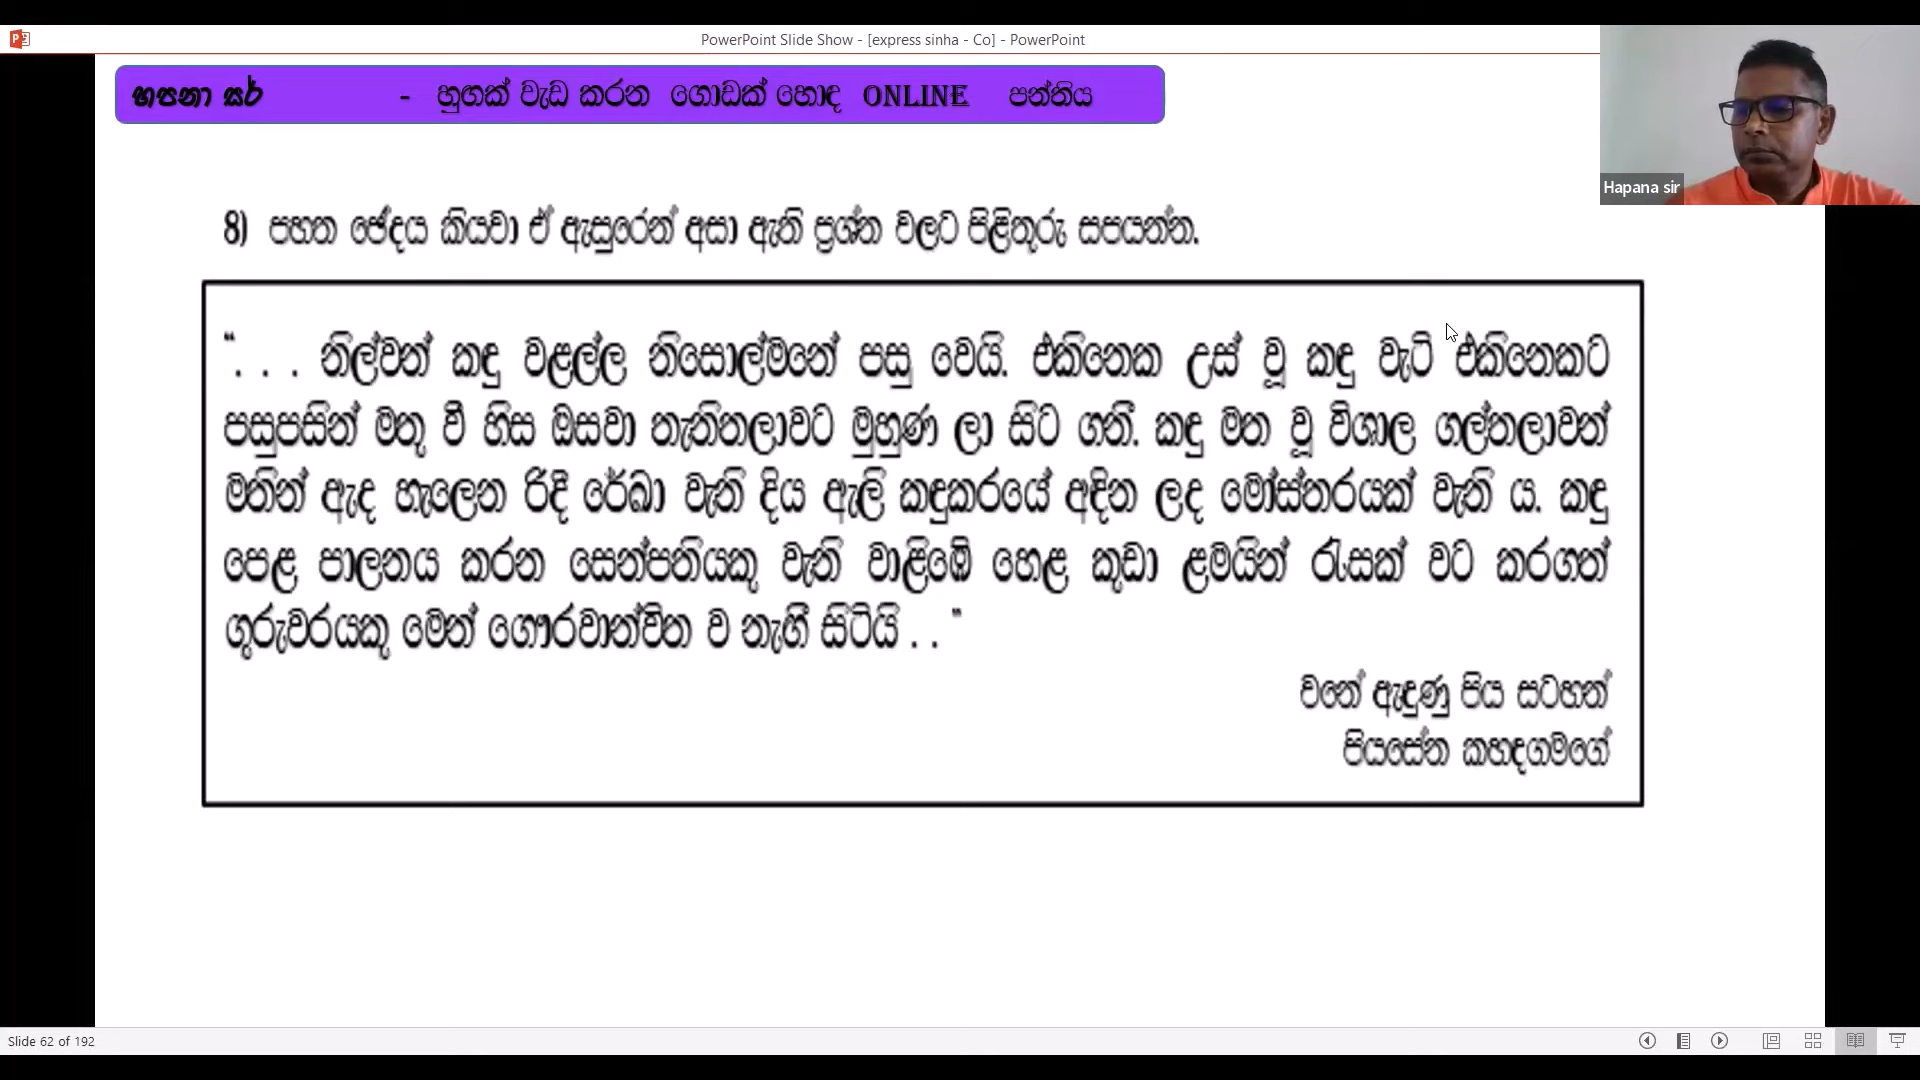 PowerPoint Slide Show - [express sinha - Co] - PowerPoint
හපනා සර් - හුඟක් වැඩ කරන ගොඩක් හොඳ ONLINE පන්තිය
Hapana sir
8) පහත ඡේදය කියවා ඒ ඇසුරෙන් අසා ඇති ප්‍රශ්න වලට පිළිතුරු සපයන්න.
“. . . නිල්වන් කඳු වළල්ල නිසොල්මනේ පසු වෙයි. එකිනෙක උස් වූ කඳු වැටි එකිනෙකට
පසුපසින් මතු වී හිස ඔසවා තැනිතලාවට මුහුණ ලා සිට ගනී. කඳු මත වූ විශාල ගල්තලාවන්
මතින් ඇද හැලෙන රිදි රේඛා වැනි දිය ඇලි කඳුකරයේ අඳින ලද මෝස්තරයක් වැනි ය. කඳු
පෙළ පාලනය කරන සෙන්පතියකු වැනි වාළිඹේ හෙළ කුඩා ළමයින් රැසක් වට කරගත්
ගුරුවරයකු මෙන් ගෞරවාන්විත ව නැඟී සිටියි . . ”
වනේ ඇඳුණු පිය සටහන්
පියසේන කහඳගමගේ
Slide 62 of 192